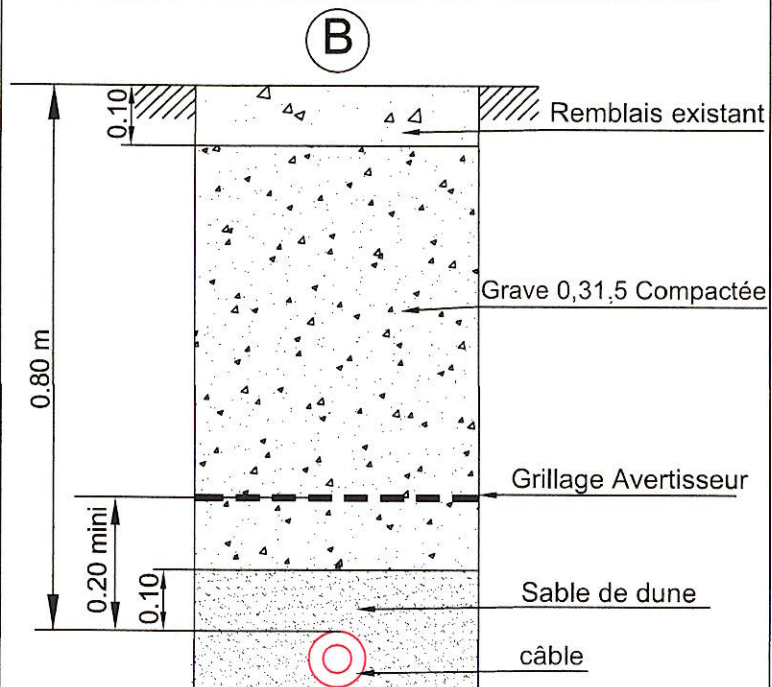 B
0.10
Remblais existant
Grave 0,31,5 Compactée
0.80 m
Grillage Avertisseur
0.20 mini
0.10
Sable de dune
câble